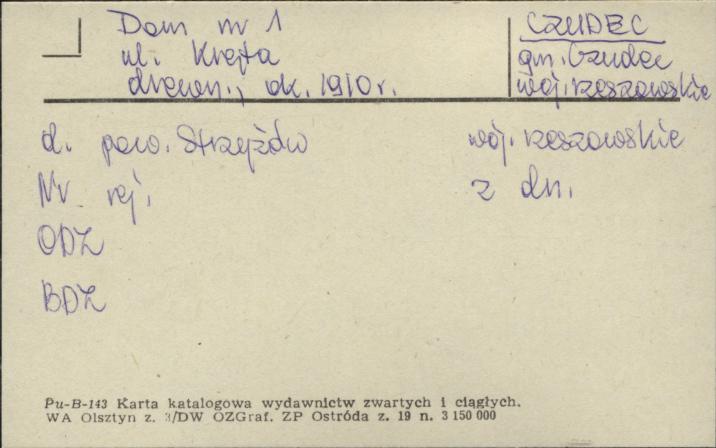 Dom nr 1
ul. Kręta
drewn., ok. 1910 r.
CZUDEC
gm. Czudec
woj. rzeszowskie
d. pow. Strzyżów
woj. rzeszowskie
Nr rej.
z dn.
ODZ
BDZ
Pu-B-143 Karta katalogowa wydawnictw zwartych i ciągłych.
WA Olsztyn z. 3/DW OZGraf. ZP Ostróda z. 19 n. 3 150 000